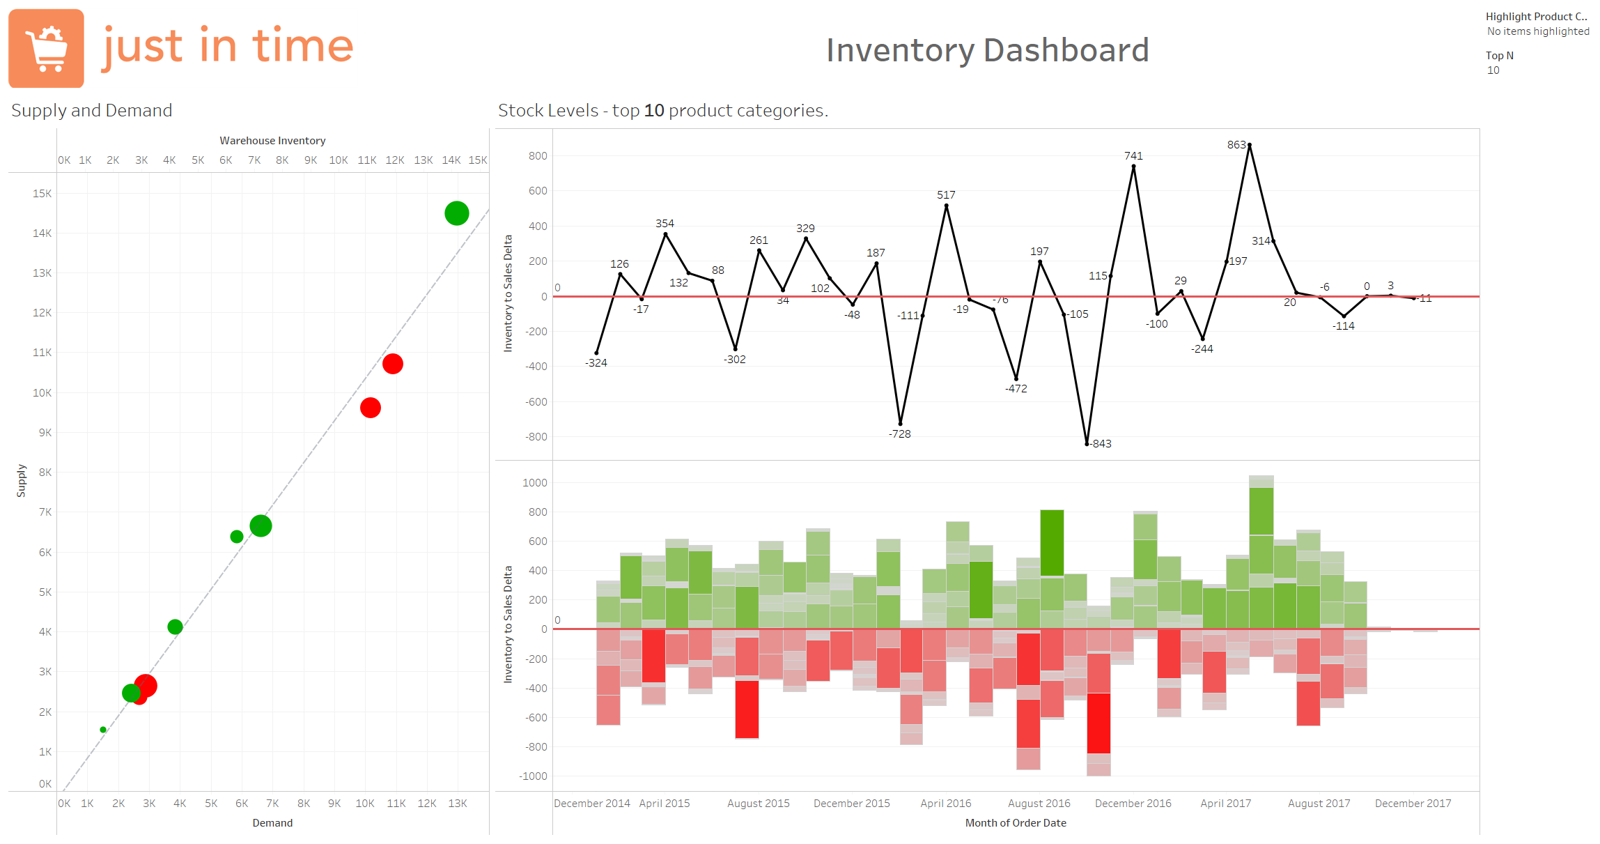 just in time
Inventory Dashboard
Highlight Product C..
No items highlighted
Top N
10
Supply and Demand
Warehouse Inventory
0K 1K 2K 3K 4K 5K 6K 7K 8K 9K 10K 11K 12K 13K 14K 15K
15K
14K
13K
12K
11K
10K
9K
8K
7K
6K
5K
4K
3K
2K
1K
0K
Supply
0K 1K 2K 3K 4K 5K 6K 7K 8K 9K 10K 11K 12K 13K
Demand
Stock Levels - top 10 product categories.
Inventory to Sales Delta
800
600
400
200
0
-200
-400
-600
-800
0
-324
126
-17
354
132
88
-302
261
34
329
102
-48
187
-728
-111
517
-19
-76
-472
197
-105
-843
115
741
-100
29
-244
197
863
314
20
-6
-114
0
3
-11
Inventory to Sales Delta
1000
800
600
400
200
0
-200
-400
-600
-800
-1000
0
December 2014 April 2015 August 2015 December 2015 April 2016 August 2016 December 2016 April 2017 August 2017 December 2017
Month of Order Date